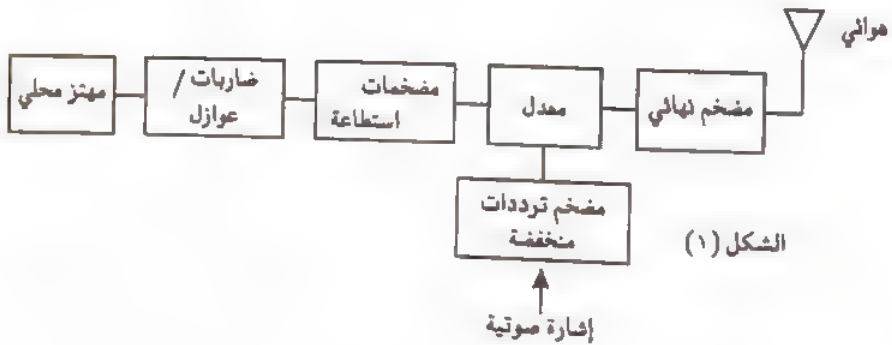 هوائي
مهتز محلي
ضاربات /
عوازل
مضخمات
استطاعة
معدل
مضخم نهائي
مضخم ترددات
منخفضة
الشكل (١)
إشارة صوتية